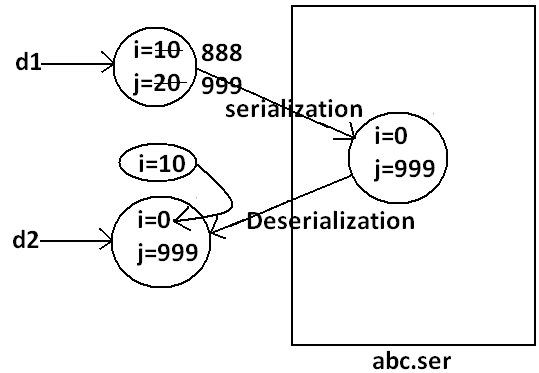 d1
i=10 888
j=20 999
serialization
i=0
j=999
i=10
Deserialization
d2
i=0
j=999
abc.ser